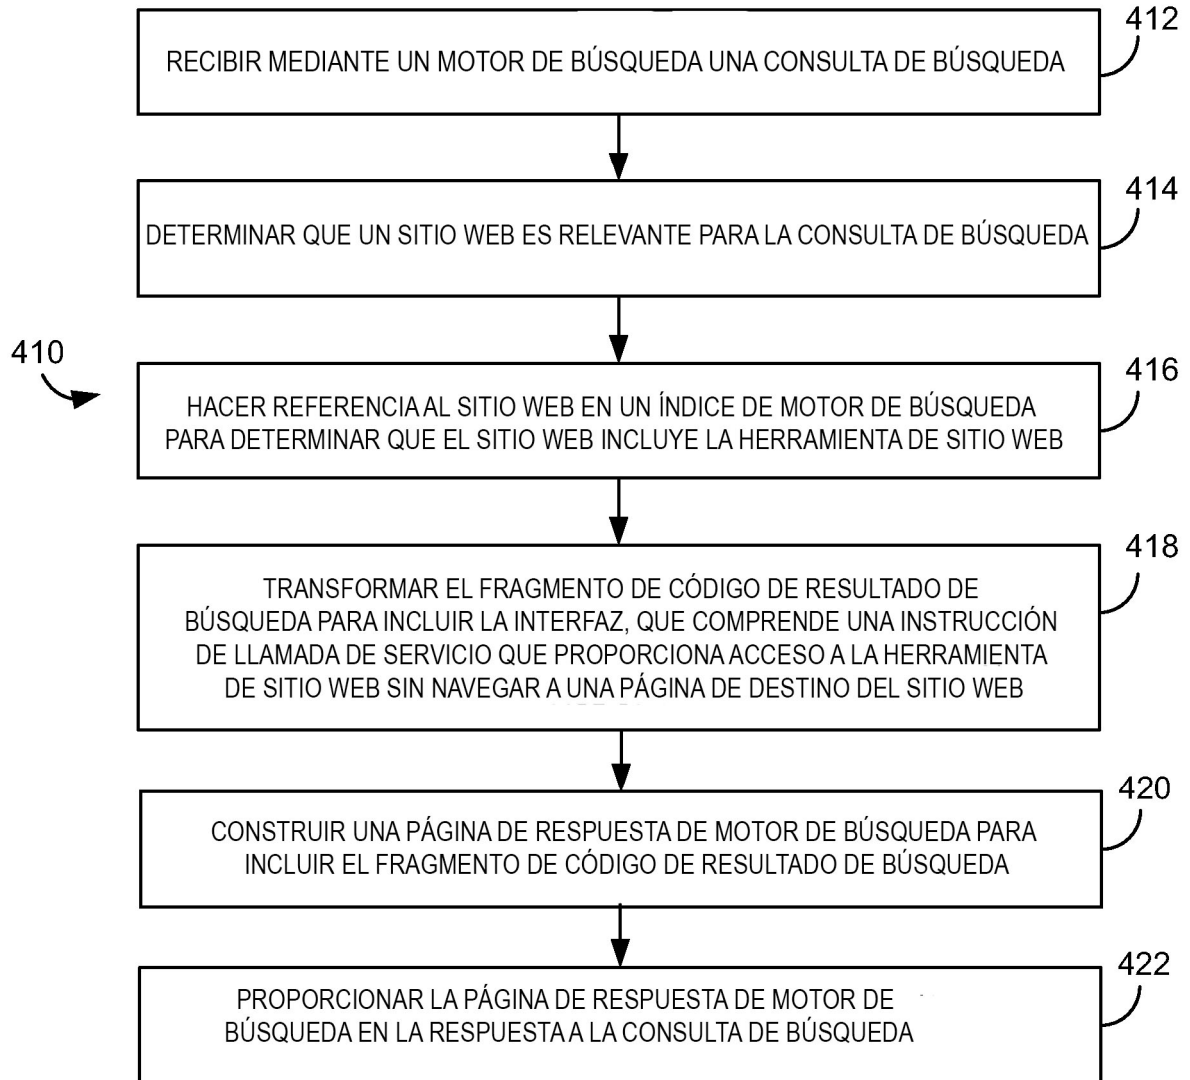 412
RECIBIR MEDIANTE UN MOTOR DE BÚSQUEDA UNA CONSULTA DE BÚSQUEDA
414
DETERMINAR QUE UN SITIO WEB ES RELEVANTE PARA LA CONSULTA DE BÚSQUEDA
410
416
HACER REFERENCIA AL SITIO WEB EN UN ÍNDICE DE MOTOR DE BÚSQUEDA
PARA DETERMINAR QUE EL SITIO WEB INCLUYE LA HERRAMIENTA DE SITIO WEB
418
TRANSFORMAR EL FRAGMENTO DE CÓDIGO DE RESULTADO DE
BÚSQUEDA PARA INCLUIR LA INTERFAZ, QUE COMPRENDE UNA INSTRUCCIÓN
DE LLAMADA DE SERVICIO QUE PROPORCIONA ACCESO A LA HERRAMIENTA
DE SITIO WEB SIN NAVEGAR A UNA PÁGINA DE DESTINO DEL SITIO WEB
420
CONSTRUIR UNA PÁGINA DE RESPUESTA DE MOTOR DE BÚSQUEDA PARA
INCLUIR EL FRAGMENTO DE CÓDIGO DE RESULTADO DE BÚSQUEDA
422
PROPORCIONAR LA PÁGINA DE RESPUESTA DE MOTOR DE
BÚSQUEDA EN LA RESPUESTA A LA CONSULTA DE BÚSQUEDA